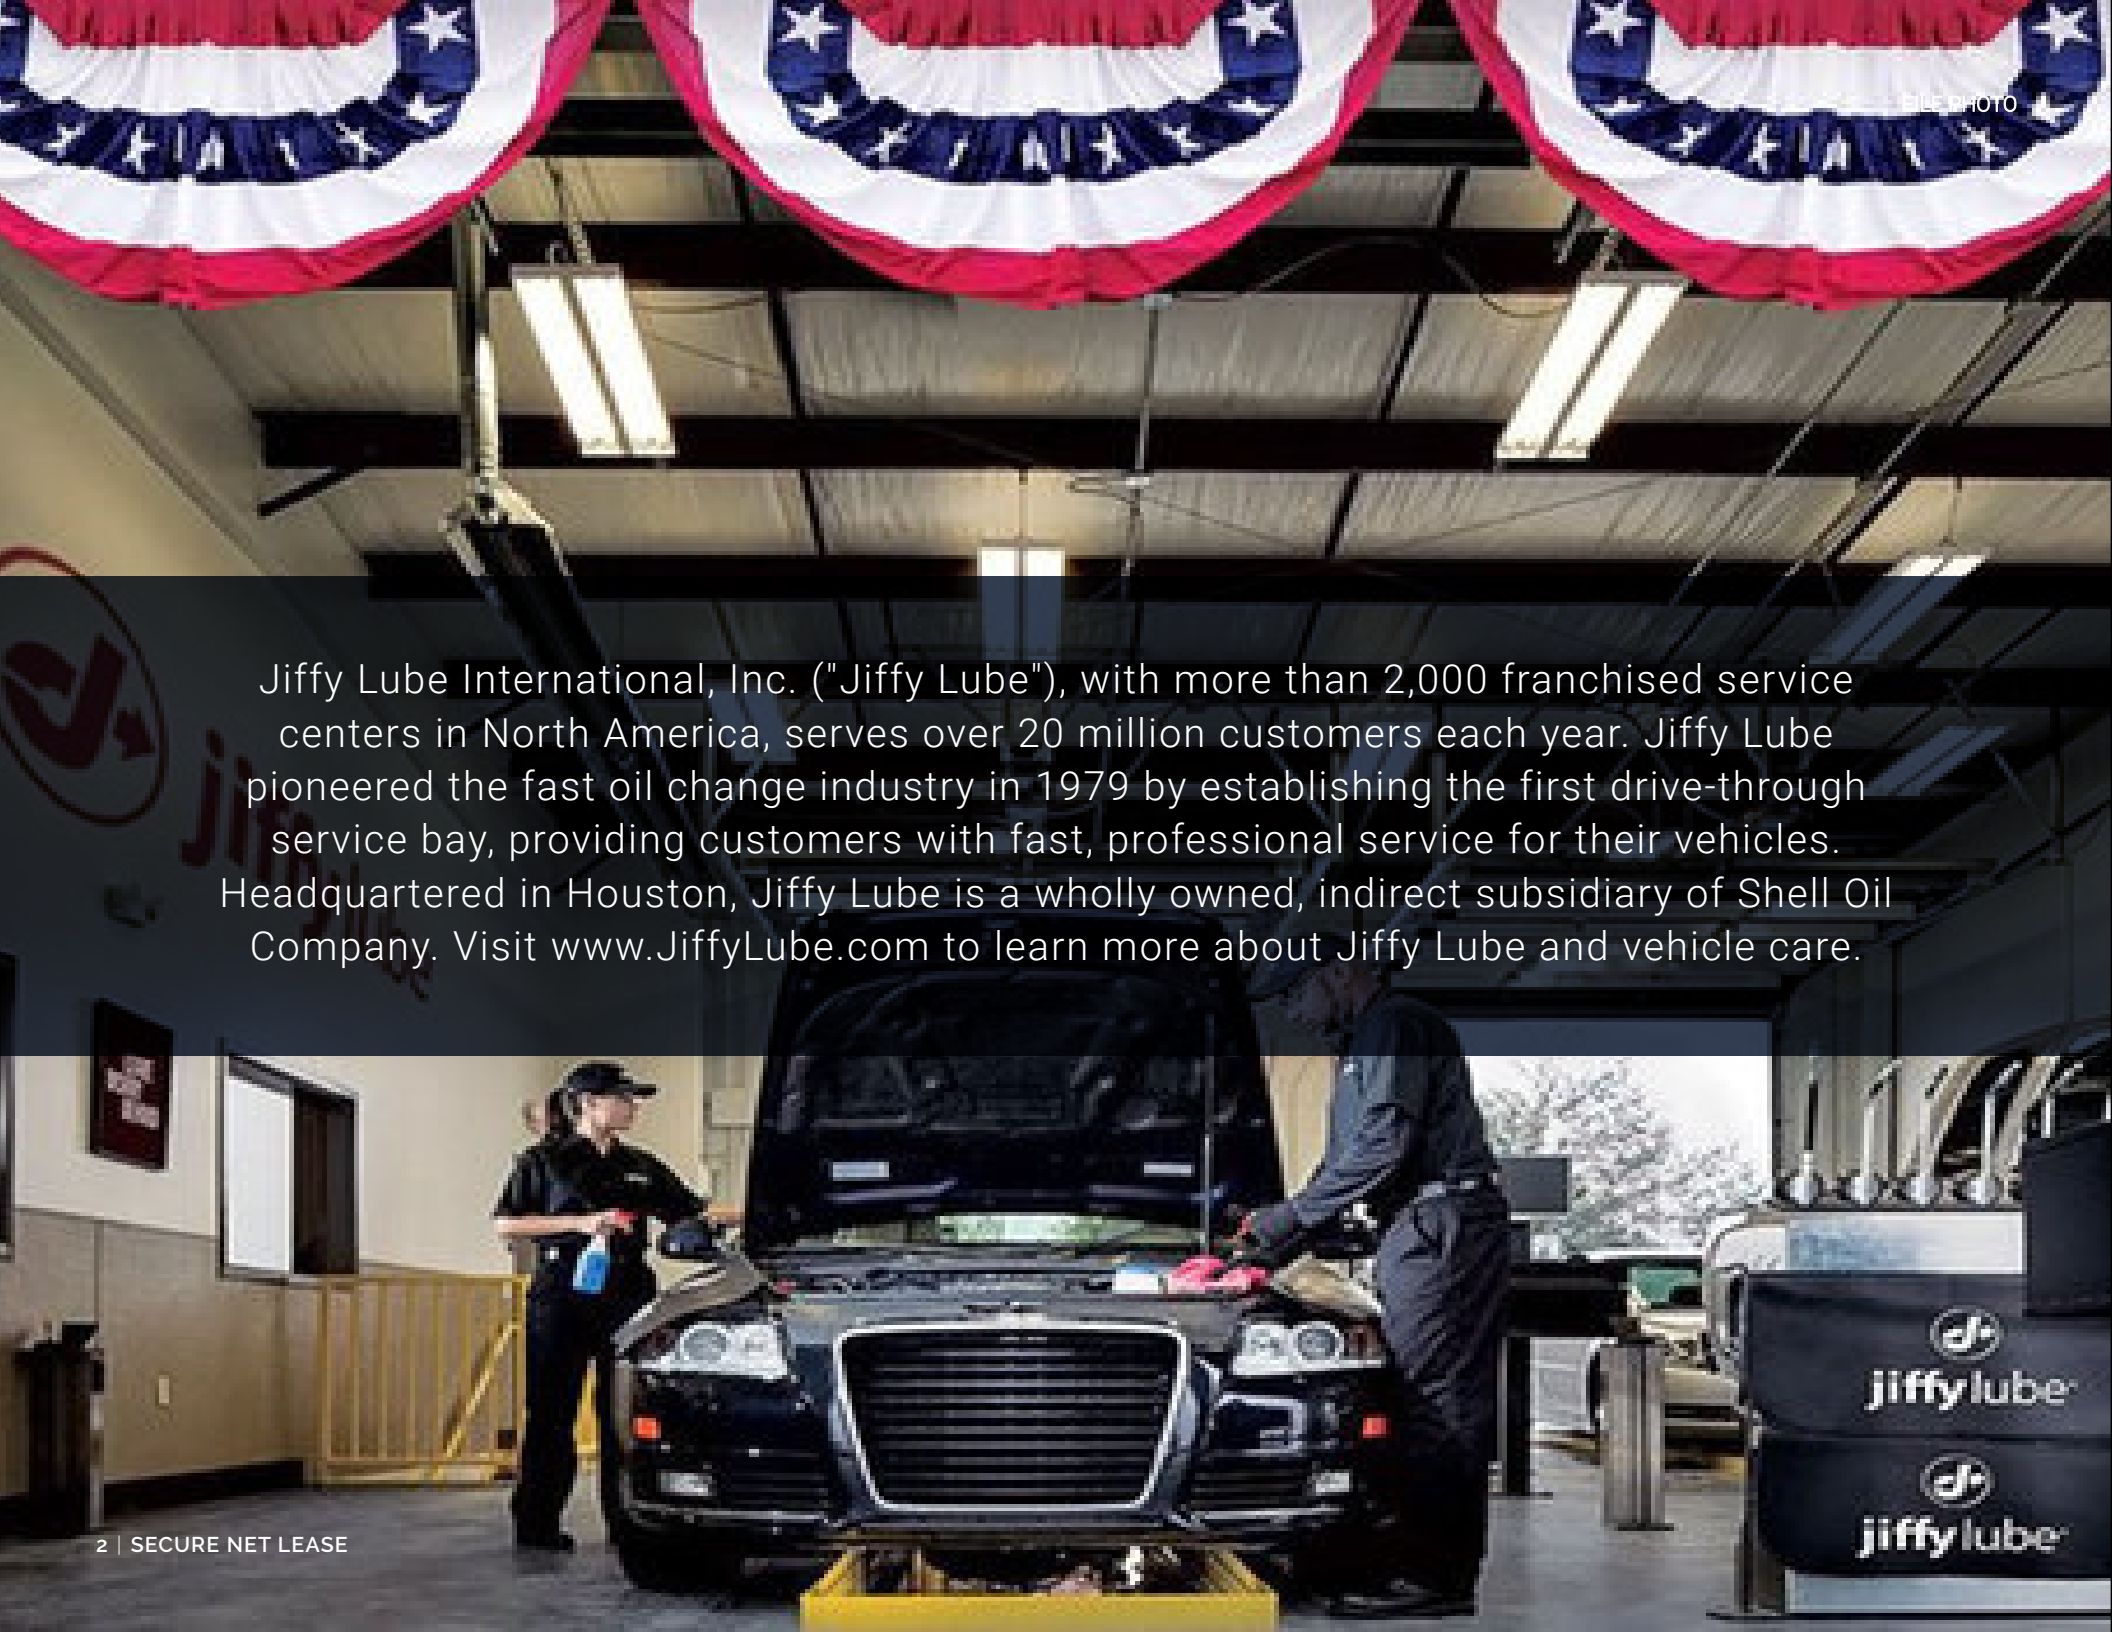 FILE PHOTO
Jiffy Lube International, Inc. ("Jiffy Lube"), with more than 2,000 franchised service
centers in North America, serves over 20 million customers each year. Jiffy Lube
pioneered the fast oil change industry in 1979 by establishing the first drive-through
service bay, providing customers with fast, professional service for their vehicles.
Headquartered in Houston, Jiffy Lube is a wholly owned, indirect subsidiary of Shell Oil
Company. Visit www.JiffyLube.com to learn more about Jiffy Lube and vehicle care.
jiffylube
jiffylube
jiffylube
2 | SECURE NET LEASE